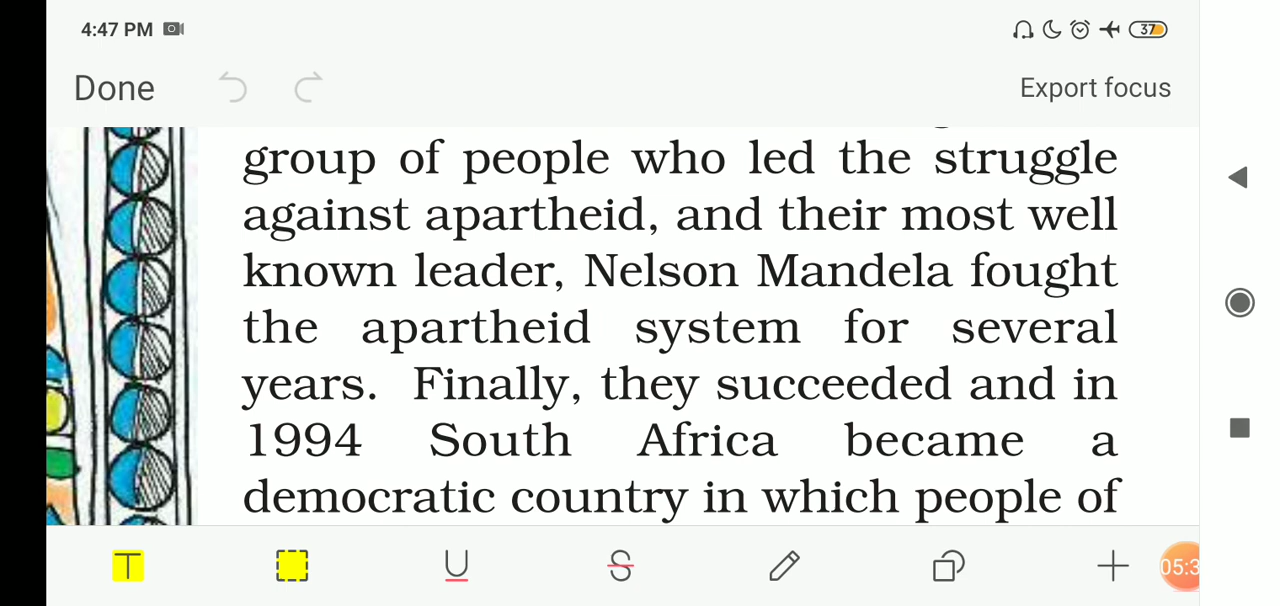 4:47 PM 37
Done Export focus
group of people who led the struggle
against apartheid, and their most well
known leader, Nelson Mandela fought
the apartheid system for several
years. Finally, they succeeded and in
1994 South Africa became a
democratic country in which people of
T U S